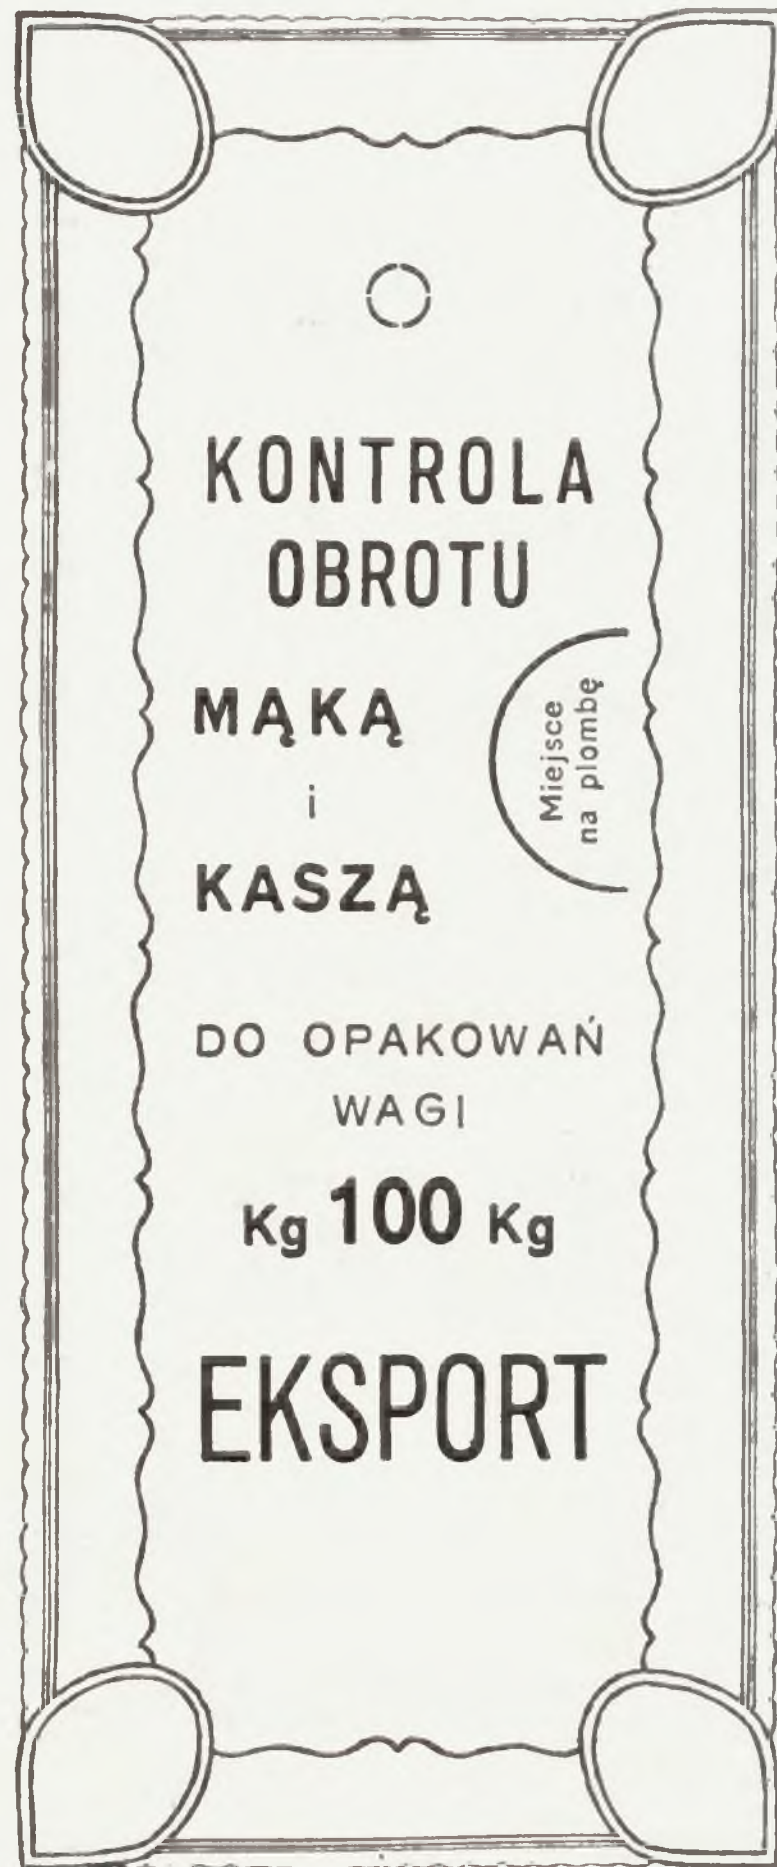 KONTROLA
OBROTU
MĄKĄ
i
KASZĄ
Miejsce
na plombę
DO OPAKOWAŃ
WAGI
Kg 100 Kg
EKSPORT